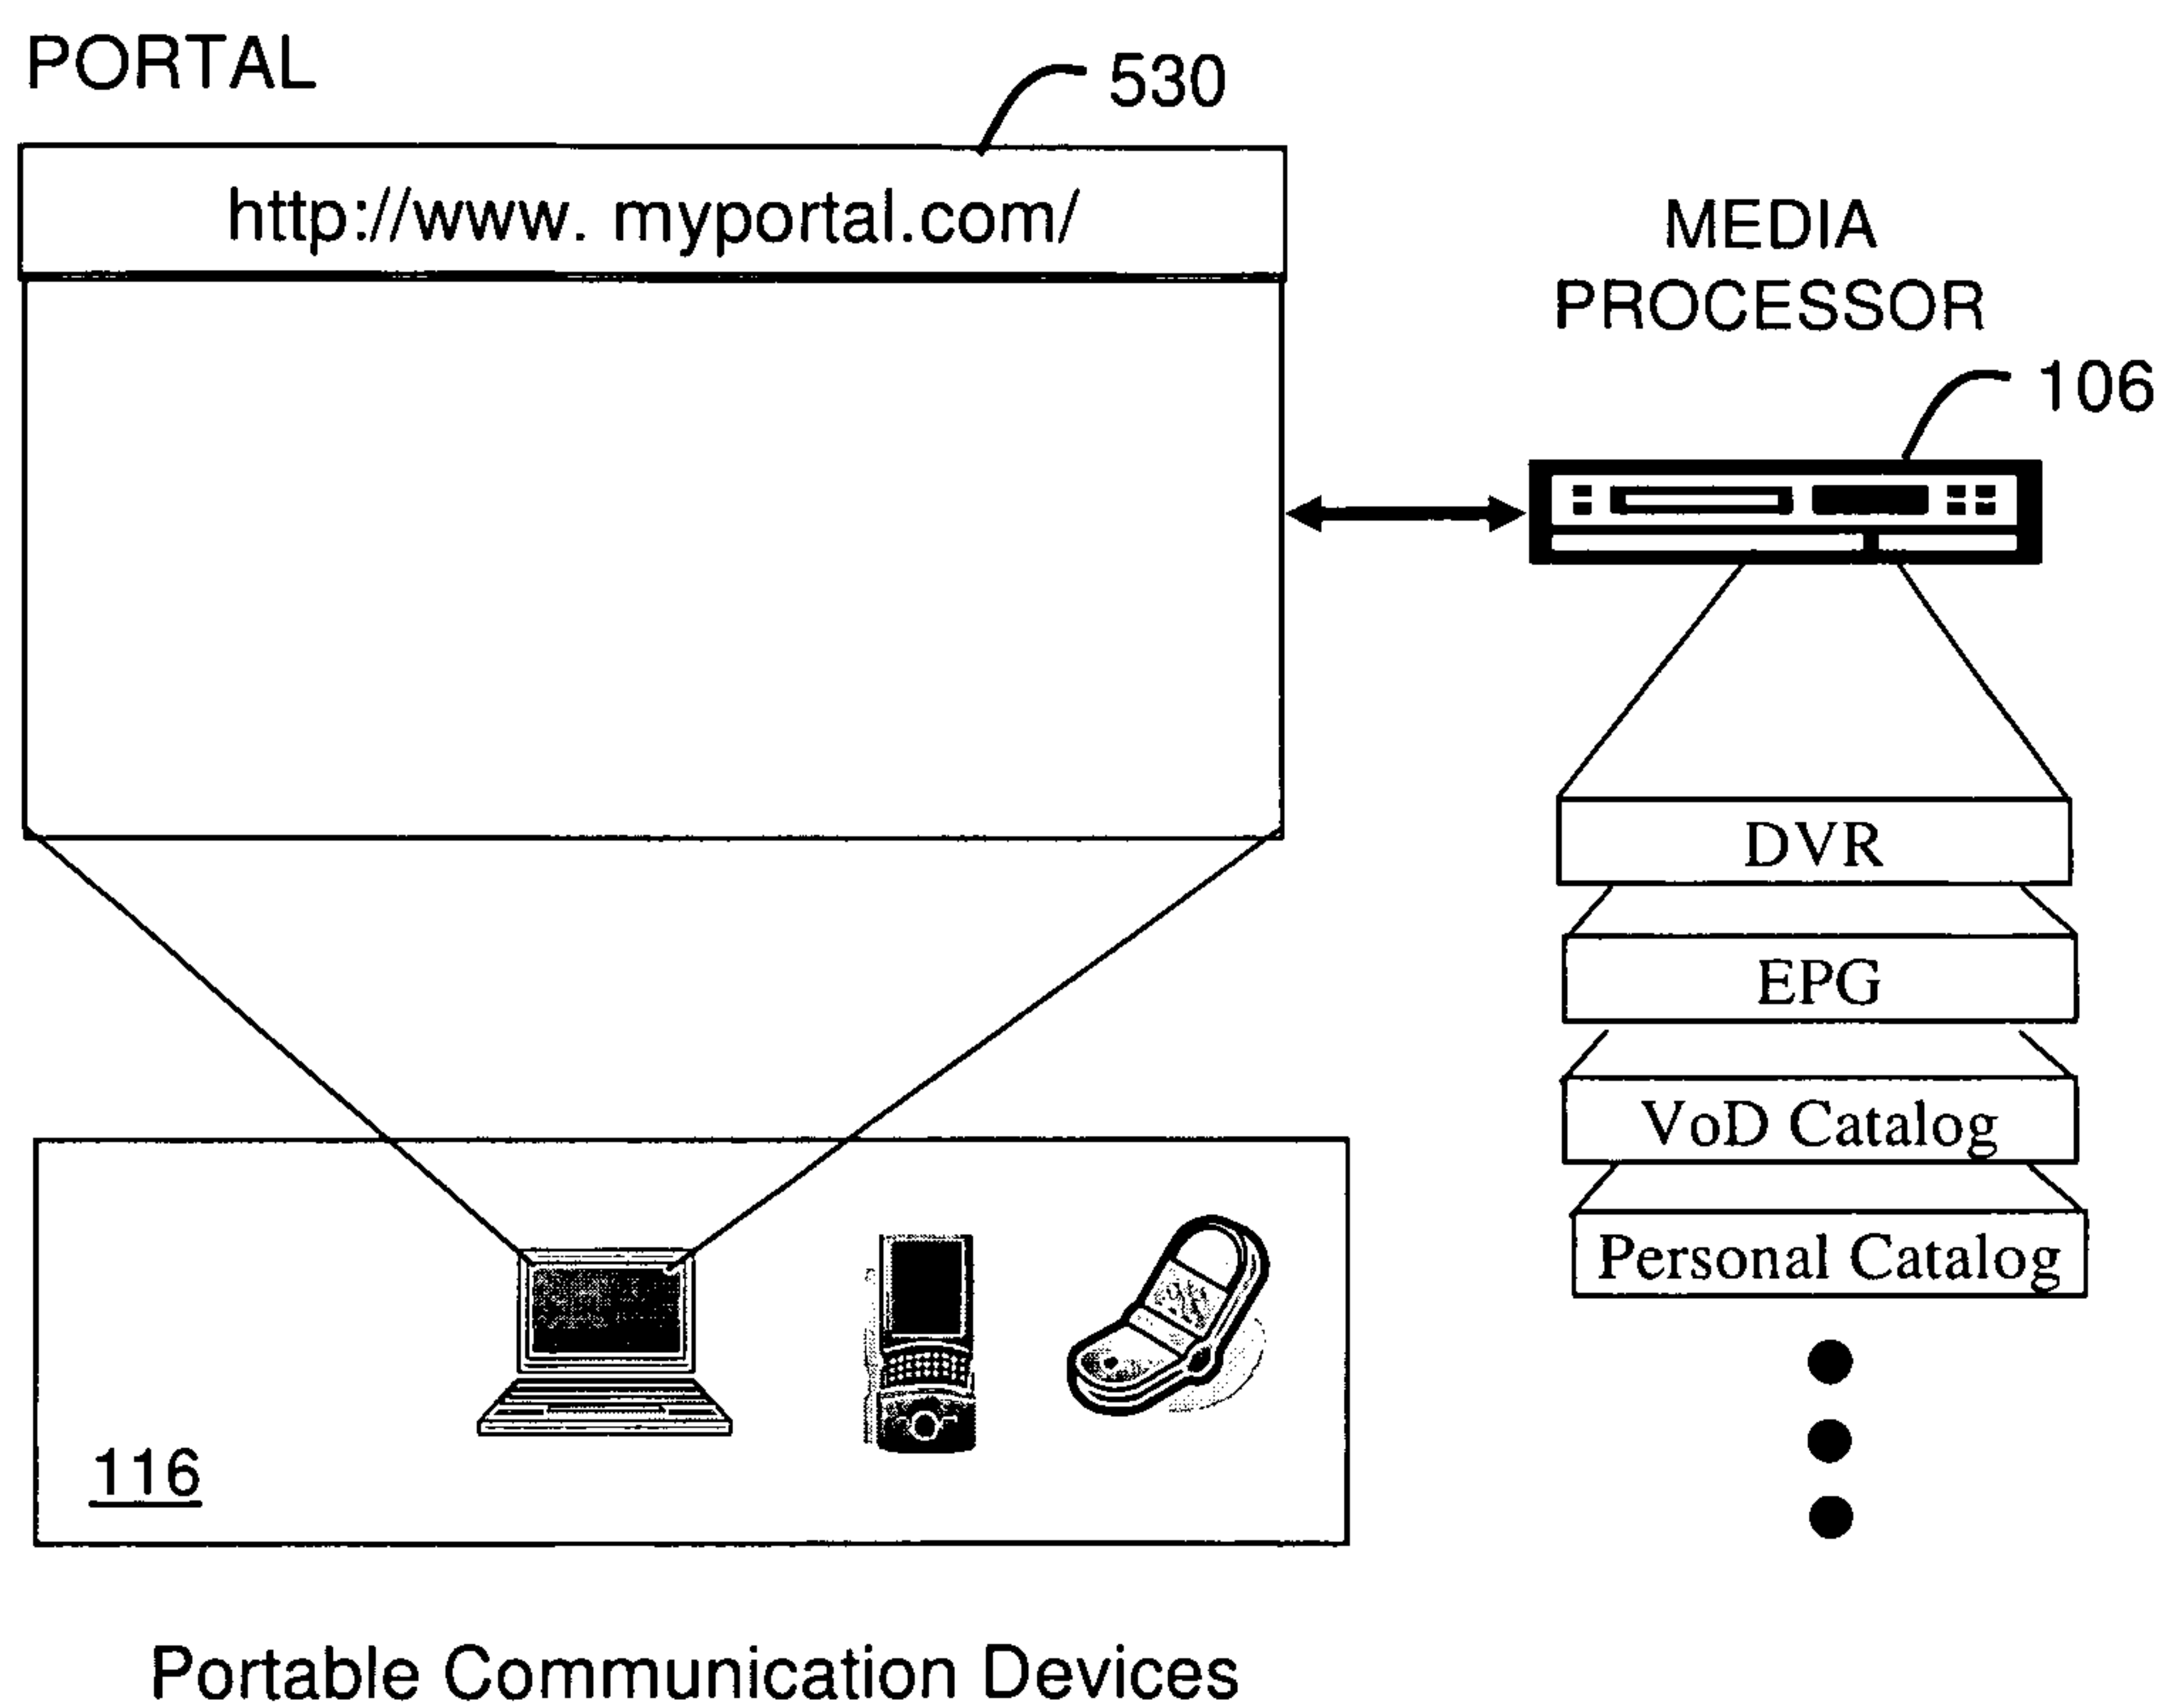 PORTAL
530
http://www. myportal.com/
MEDIA
PROCESSOR
106
DVR
EPG
VoD Catalog
Personal Catalog
116
Portable Communication Devices